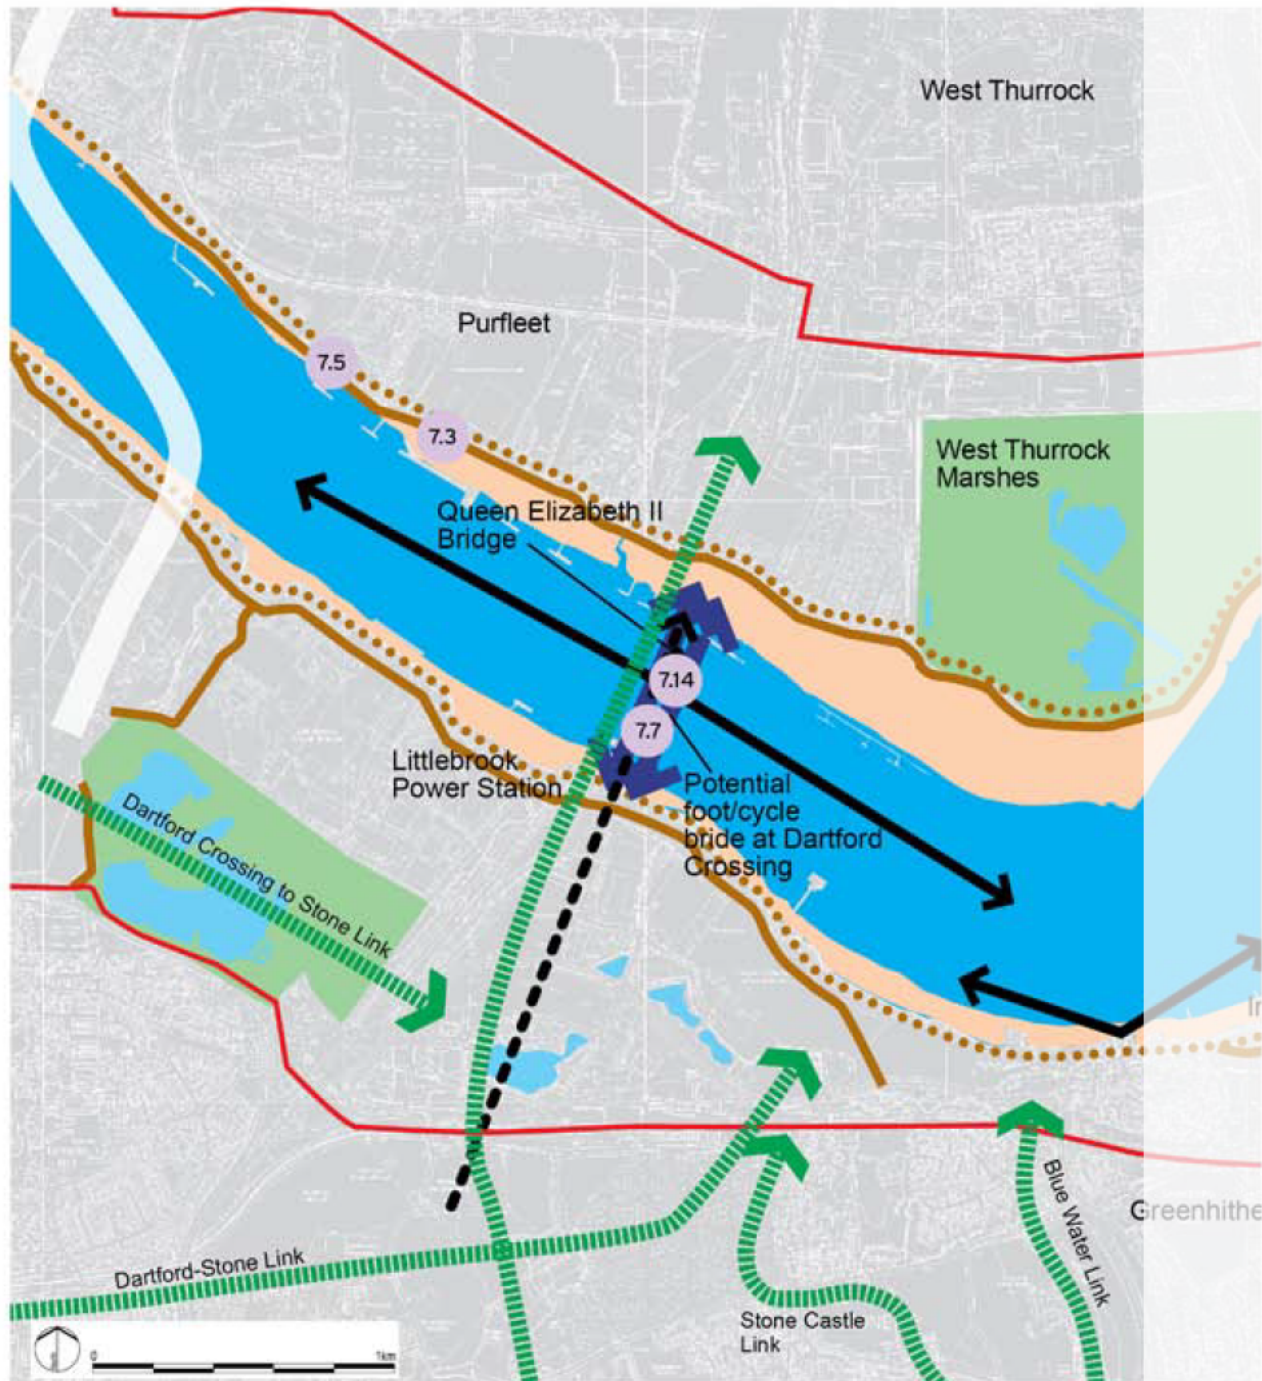 West Thurrock
Purfleet
7.5
7.3
West Thurrock
Marshes
Queen Elizabeth II
Bridge
7.14
7.7
Littlebrook
Power Station
Potential
foot/cycle
bride at Dartford
Crossing
Dartford Crossing to Stone Link
Greenhithe
Blue Water Link
Dartford-Stone Link
Stone Castle
Link
0
1km